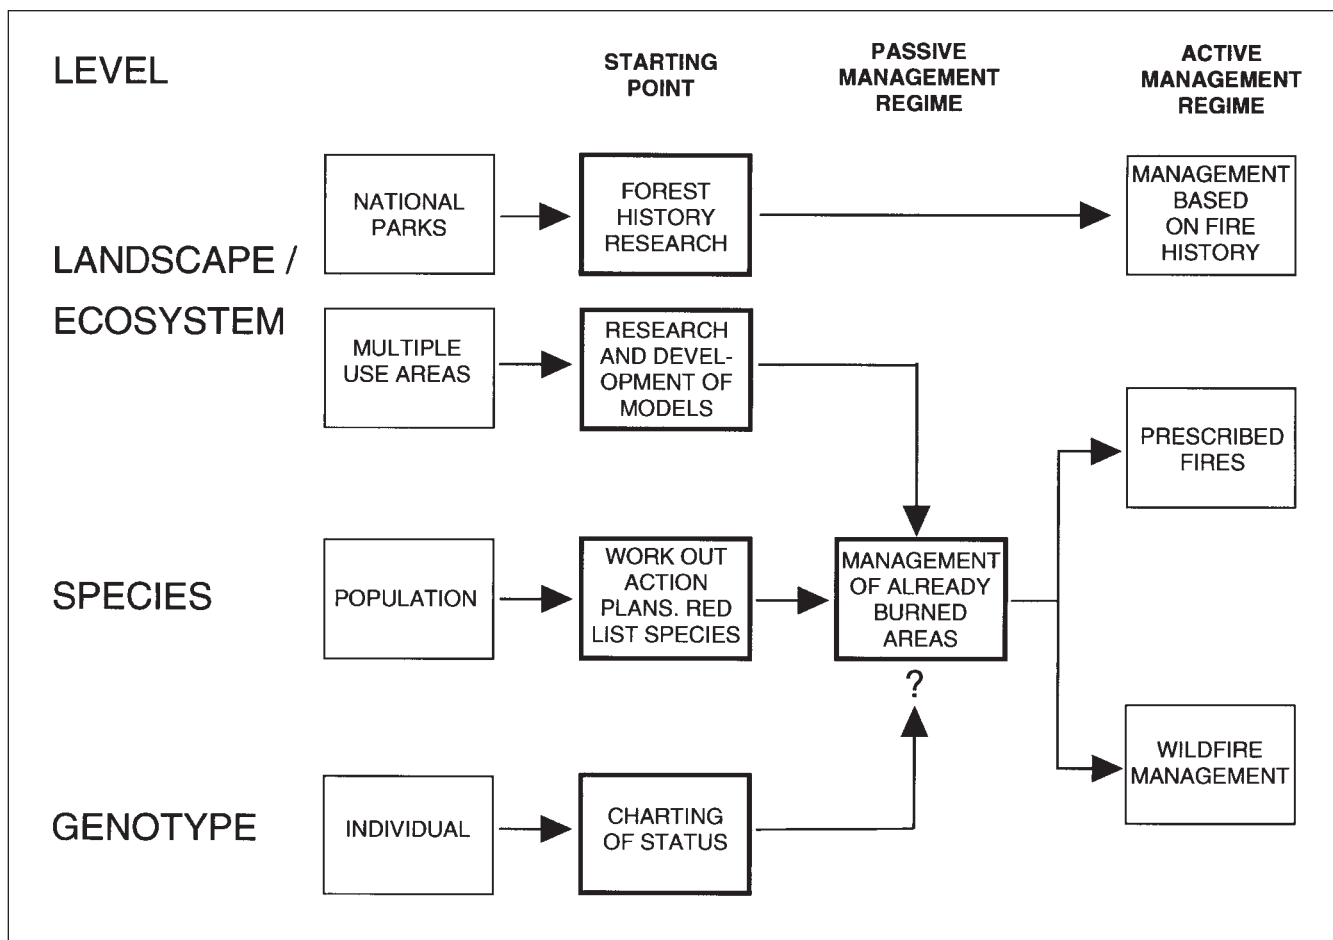 LEVEL
STARTING
POINT
PASSIVE
MANAGEMENT
REGIME
ACTIVE
MANAGEMENT
REGIME
LANDSCAPE /
ECOSYSTEM
NATIONAL
PARKS
FOREST
HISTORY
RESEARCH
MANAGEMENT
BASED
ON FIRE
HISTORY
MULTIPLE
USE AREAS
RESEARCH
AND DEVEL-
OPMENT OF
MODELS
PRESCRIBED
FIRES
SPECIES
POPULATION
WORK OUT
ACTION
PLANS. RED
LIST SPECIES
MANAGEMENT
OF ALREADY
BURNED
AREAS
?
WILDFIRE
MANAGEMENT
GENOTYPE
INDIVIDUAL
CHARTING
OF STATUS